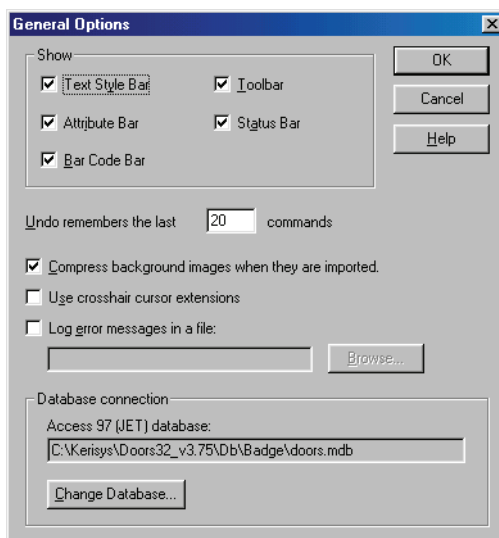 General Options
Show
Text Style Bar
Toolbar
Attribute Bar
Status Bar
Bar Code Bar
OK
Cancel
Help
Undo remembers the last 20 commands
Compress background images when they are imported.
Use crosshair cursor extensions
Log error messages in a file:
Browse...
Database connection
Access 97 (JET) database:
C:\Kerisys\Doors32_v3.75\Db\Badge\doors.mdb
Change Database...